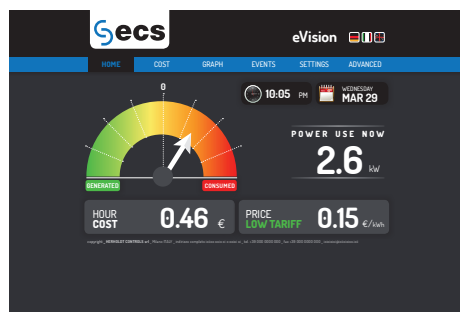 ecs
eVision
HOME COST GRAPH EVENTS SETTINGS ADVANCED
0
10:05 PM
WEDNESDAY
MAR 29
POWER USE NOW
2.6 kW
GENERATED
CONSUMED
HOUR
COST
0.46 €
PRICE
LOW TARIFF
0.15 €/kWh